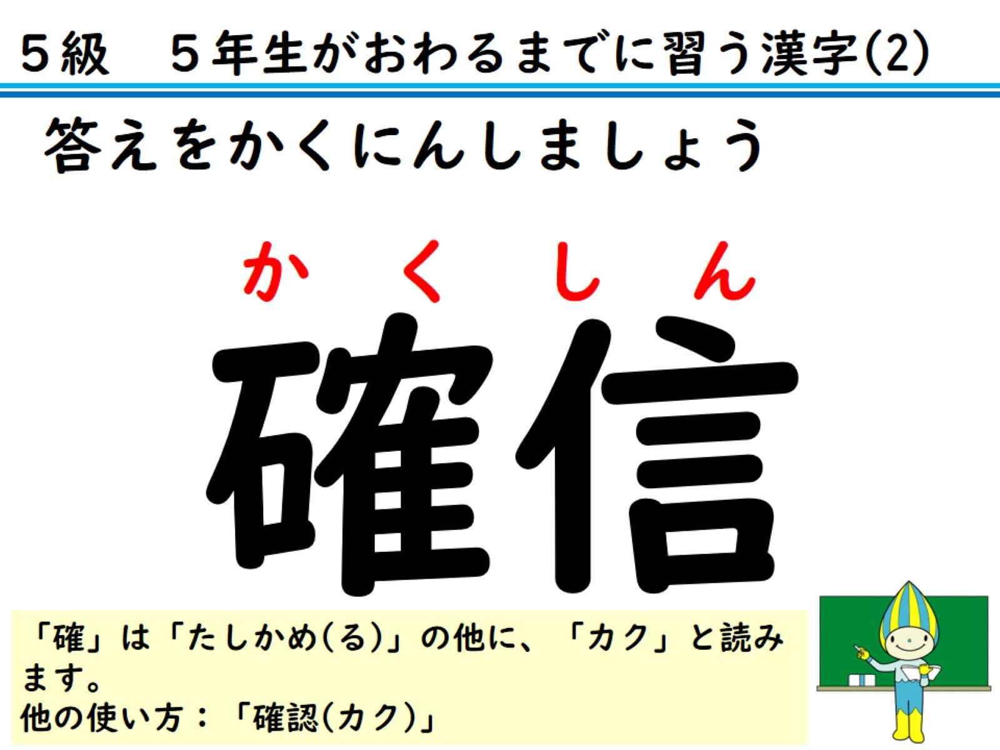 ５級　５年生がおわるまでに習う漢字(2)
答えをかくにんしましょう
かくしん
確信
「確」は「たしかめ(る)」の他に、「カク」と読み
ます。
他の使い方：「確認(カク)」